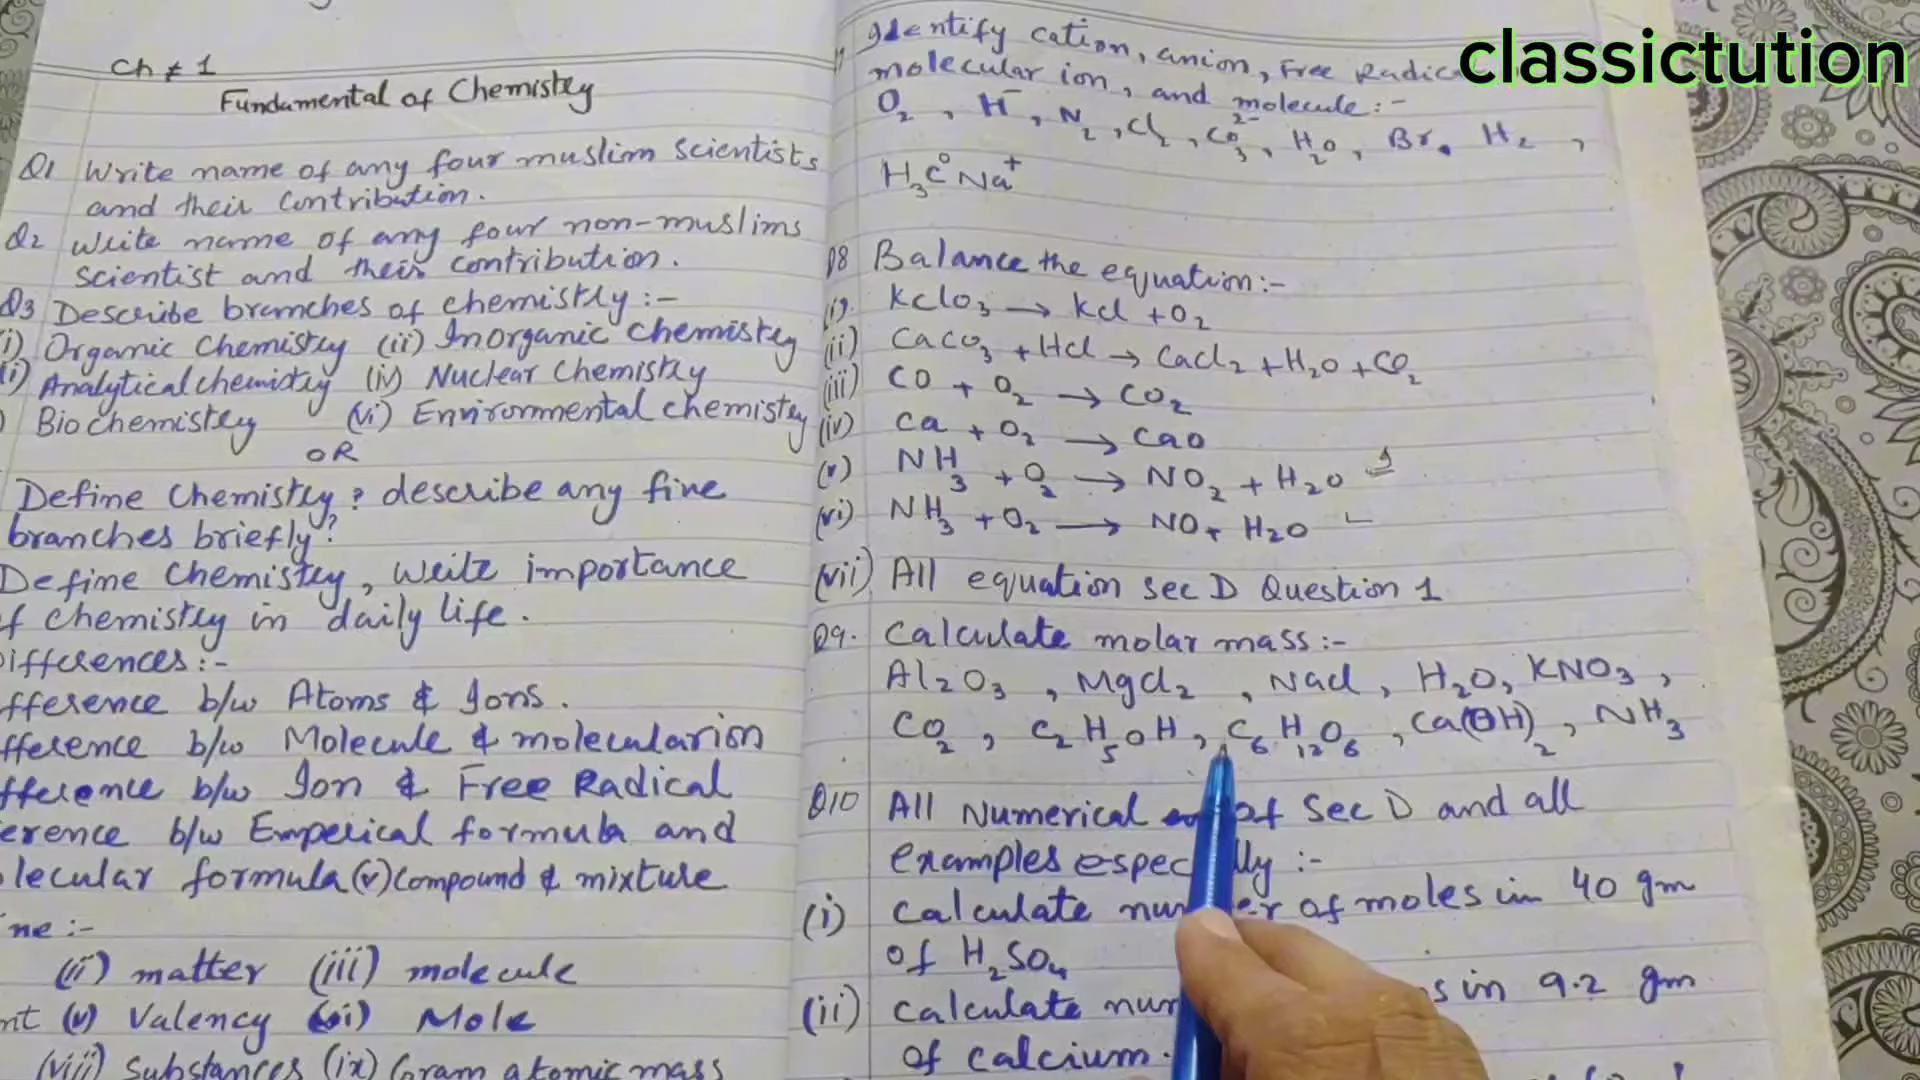 Ch # 1
Fundamental of Chemistry
Q1 Write name of any four muslim scientists
and their contribution.
Q2 Write name of any four non-muslims
scientist and their contribution.
Q3 Describe branches of chemistry:-
i) Organic Chemistry (ii) Inorganic Chemistry
i) Analytical chemistry (iv) Nuclear Chemistry
) Biochemistry (vi) Environmental chemistry
OR
Define Chemistry? describe any five
branches briefly?
Define Chemistry, Write importance
f chemistry in daily life.
ifferences:-
fference b/w Atoms & Ions.
fference b/w Molecule & molecularion
fference b/w Ion & Free Radical
erence b/w Emperical formula and
lecular formula (v) Compound & mixture
ne:-
(ii) matter (iii) molecule
nt (v) Valency (vi) Mole
(viii) Substances (ix) Gram atomic mass
classictution
Identify cation, anion, Free Radic
molecular ion, and molecule:-
O₂, H⁻, N₂, Cl₂, CO₃²⁻, H₂O, Br. H₂,
H₃C° Na⁺
Q8 Balance the equation:-
(i) KClO₃ → KCl + O₂
(ii) CaCO₃ + HCl → CaCl₂ + H₂O + CO₂
(iii) CO + O₂ → CO₂
(iv) Ca + O₂ → CaO
(v) NH₃ + O₂ → NO₂ + H₂O
(vi) NH₃ + O₂ → NO + H₂O
(vii) All equation sec D Question 1
Q9. Calculate molar mass:-
Al₂O₃, MgCl₂, NaCl, H₂O, KNO₃,
CO₂, C₂H₅OH, C₆H₁₂O₆, Ca(OH)₂, NH₃
Q10 All Numerical of Sec D and all
examples especially:-
(i) Calculate number of moles in 40 gm
of H₂SO₄
(ii) Calculate num s in 9.2 gm
of calcium.